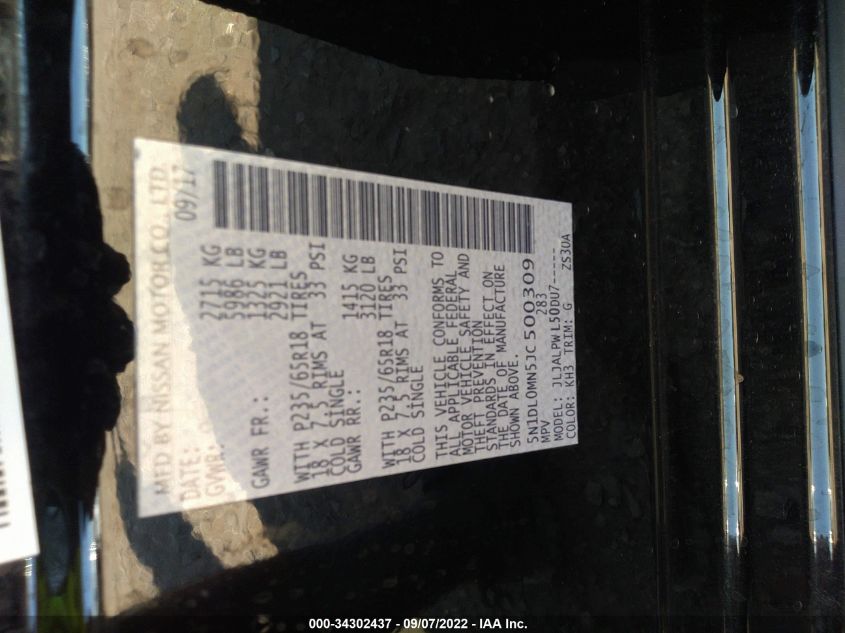 MFD BY NISSAN MOTOR CO., LTD.
DATE: 09/17
GVWR: 2715 KG
5986 LB
GAWR FR.: 1325 KG
2921 LB
WITH P235/65R18 TIRES
18 X 7.5 RIMS AT 33 PSI
COLD SINGLE
GAWR RR.: 1415 KG
3120 LB
WITH P235/65R18 TIRES
18 X 7.5 RIMS AT 33 PSI
COLD SINGLE
THIS VEHICLE CONFORMS TO
ALL APPLICABLE FEDERAL
MOTOR VEHICLE SAFETY AND
THEFT PREVENTION
STANDARDS IN EFFECT ON
THE DATE OF MANUFACTURE
SHOWN ABOVE.
5N1DL0MN5JC500309
MPV 283
MODEL: JLJALPWL50DU7-----
COLOR: KH3 TRIM: G ZS30A
000-34302437 - 09/07/2022 - IAA Inc.